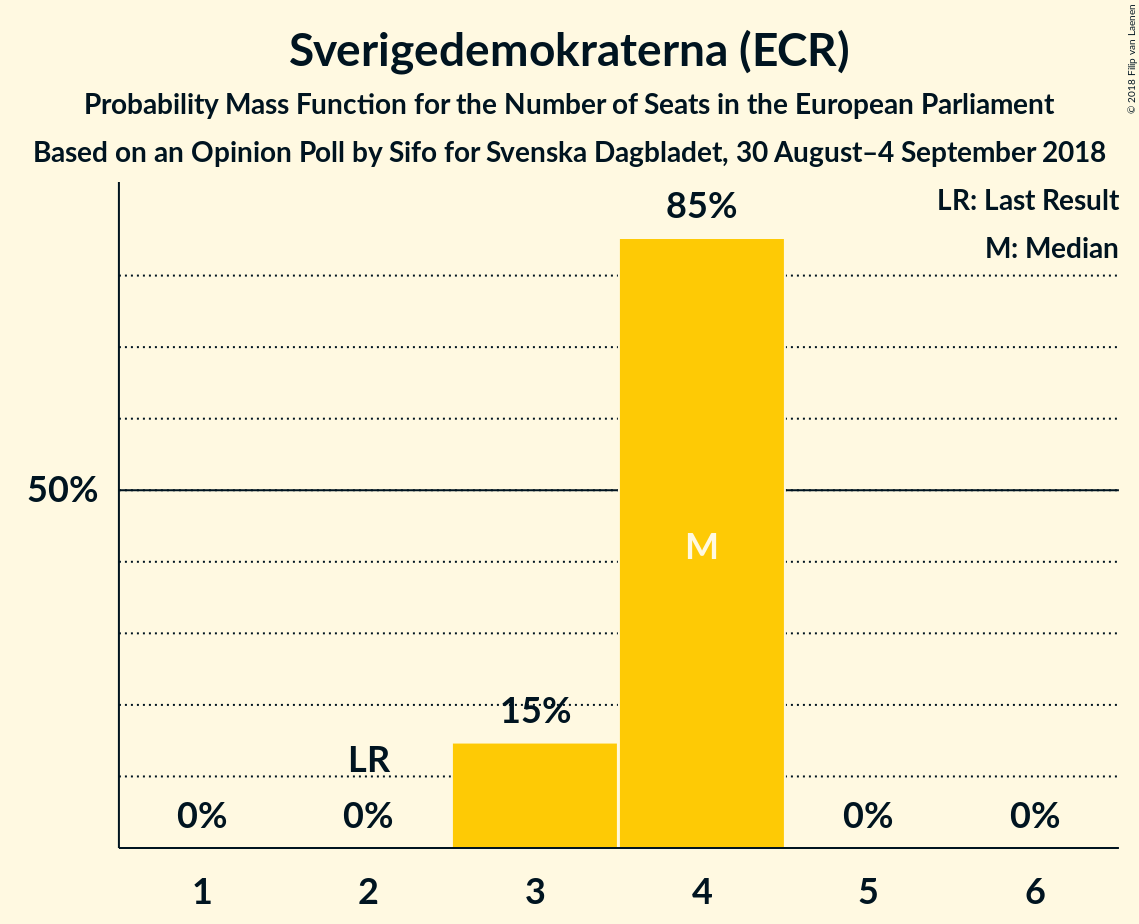 Sverigedemokraterna (ECR)
Probability Mass Function for the Number of Seats in the European Parliament
Based on an Opinion Poll by Sifo for Svenska Dagbladet, 30 August–4 September 2018
© 2018 Filip van Laenen
LR: Last Result
M: Median
85%
50%
M
15%
LR
0%
0%
0%
0%
1
2
3
4
5
6